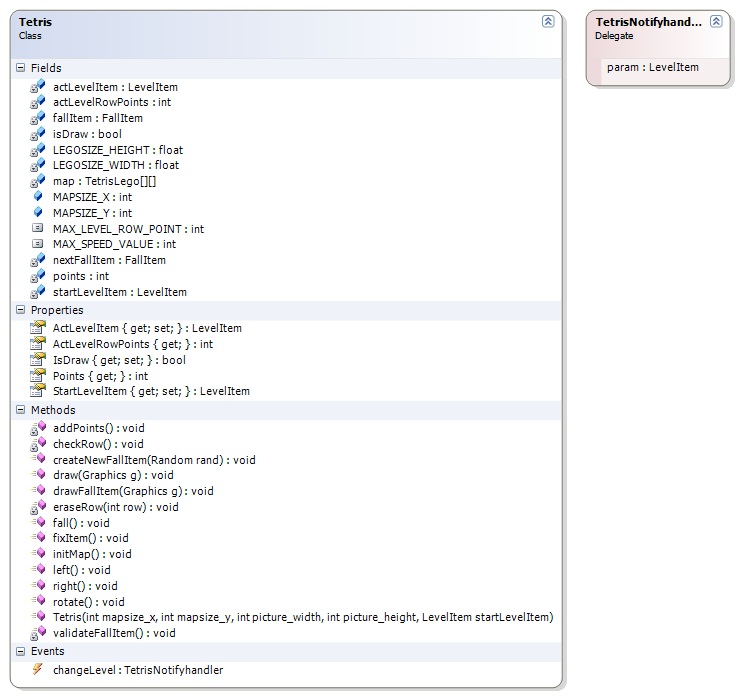 Tetris
Class
Fields
actLevelItem : LevelItem
actLevelRowPoints : int
fallItem : FallItem
isDraw : bool
LEGOSIZE_HEIGHT : float
LEGOSIZE_WIDTH : float
map : TetrisLego[][]
MAPSIZE_X : int
MAPSIZE_Y : int
MAX_LEVEL_ROW_POINT : int
MAX_SPEED_VALUE : int
nextFallItem : FallItem
points : int
startLevelItem : LevelItem
Properties
ActLevelItem { get; set; } : LevelItem
ActLevelRowPoints { get; } : int
IsDraw { get; set; } : bool
Points { get; } : int
StartLevelItem { get; set; } : LevelItem
Methods
addPoints() : void
checkRow() : void
createNewFallItem(Random rand) : void
draw(Graphics g) : void
drawFallItem(Graphics g) : void
eraseRow(int row) : void
fall() : void
fixItem() : void
initMap() : void
left() : void
right() : void
rotate() : void
Tetris(int mapsize_x, int mapsize_y, int picture_width, int picture_height, LevelItem startLevelItem)
validateFallItem() : void
Events
changeLevel : TetrisNotifyhandler
TetrisNotifyhand...
Delegate
param : LevelItem